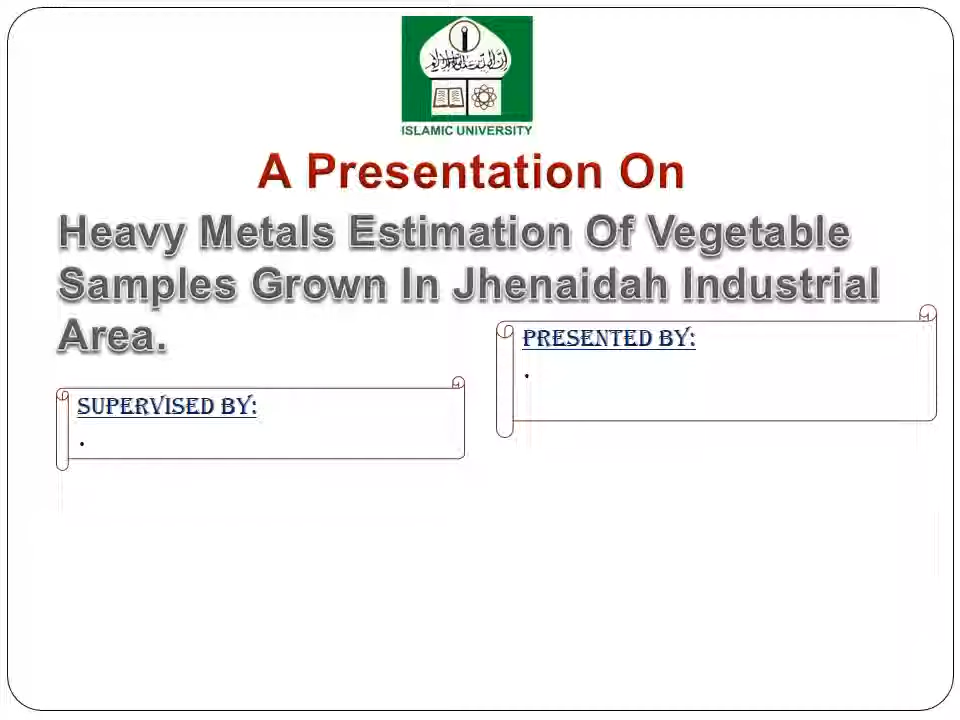 ISLAMIC UNIVERSITY
A Presentation On
Heavy Metals Estimation Of Vegetable
Samples Grown In Jhenaidah Industrial
Area.
PRESENTED BY:
.
SUPERVISED BY:
.